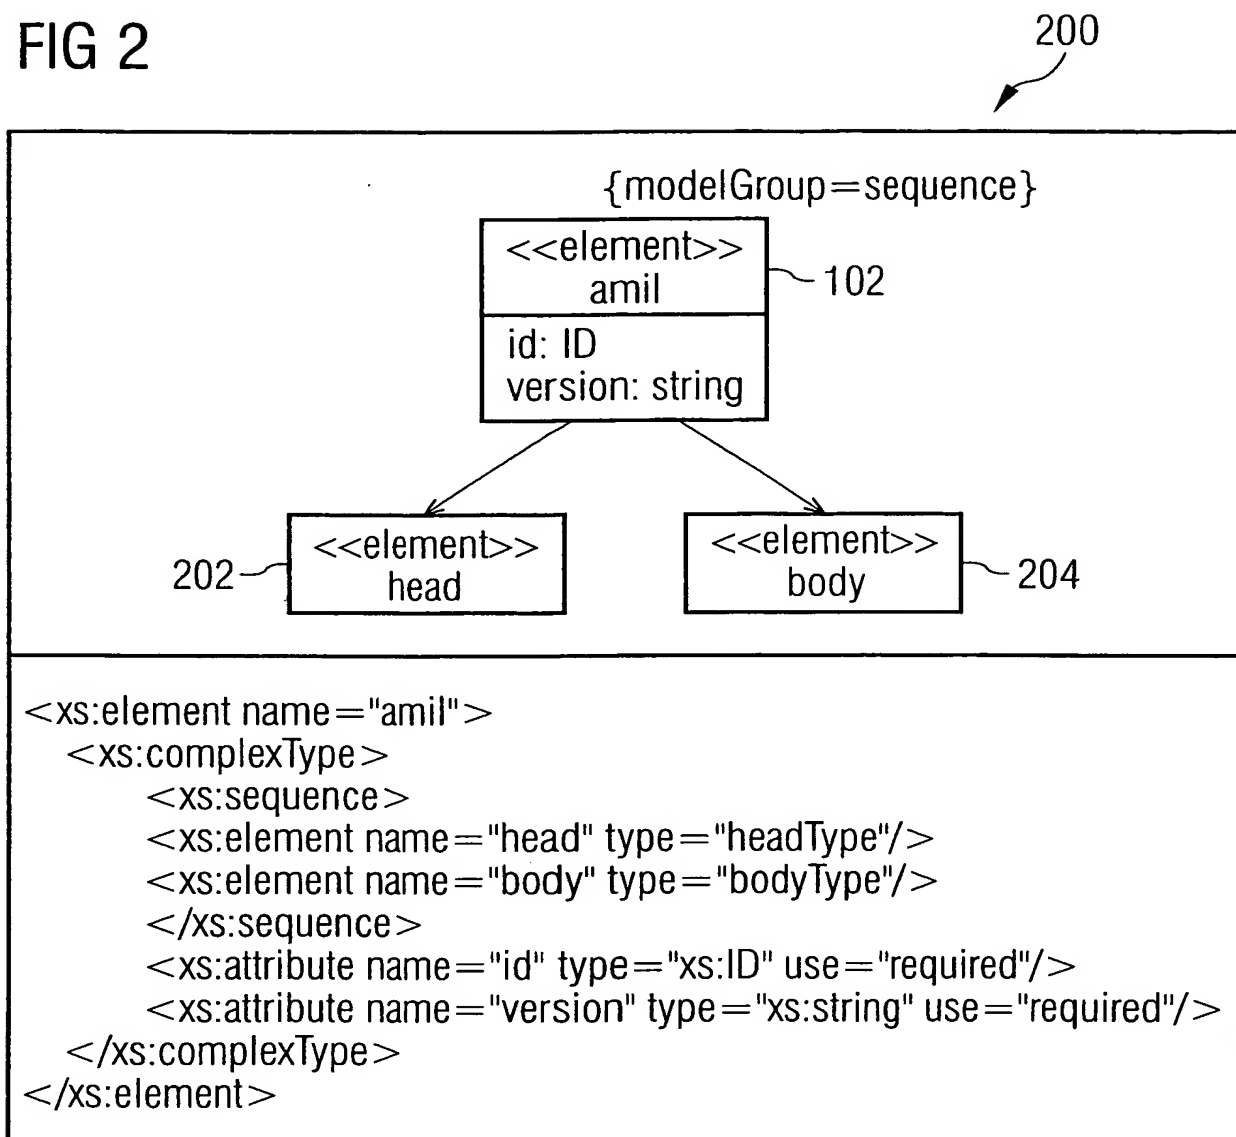 FIG 2
200
{modelGroup=sequence}
<<element>>
amil
102
id: ID
version: string
<<element>>
head
202
<<element>>
body
204
<xs:element name="amil">
<xs:complexType>
<xs:sequence>
<xs:element name="head" type="headType"/>
<xs:element name="body" type="bodyType"/>
</xs:sequence>
<xs:attribute name="id" type="xs:ID" use="required"/>
<xs:attribute name="version" type="xs:string" use="required"/>
</xs:complexType>
</xs:element>